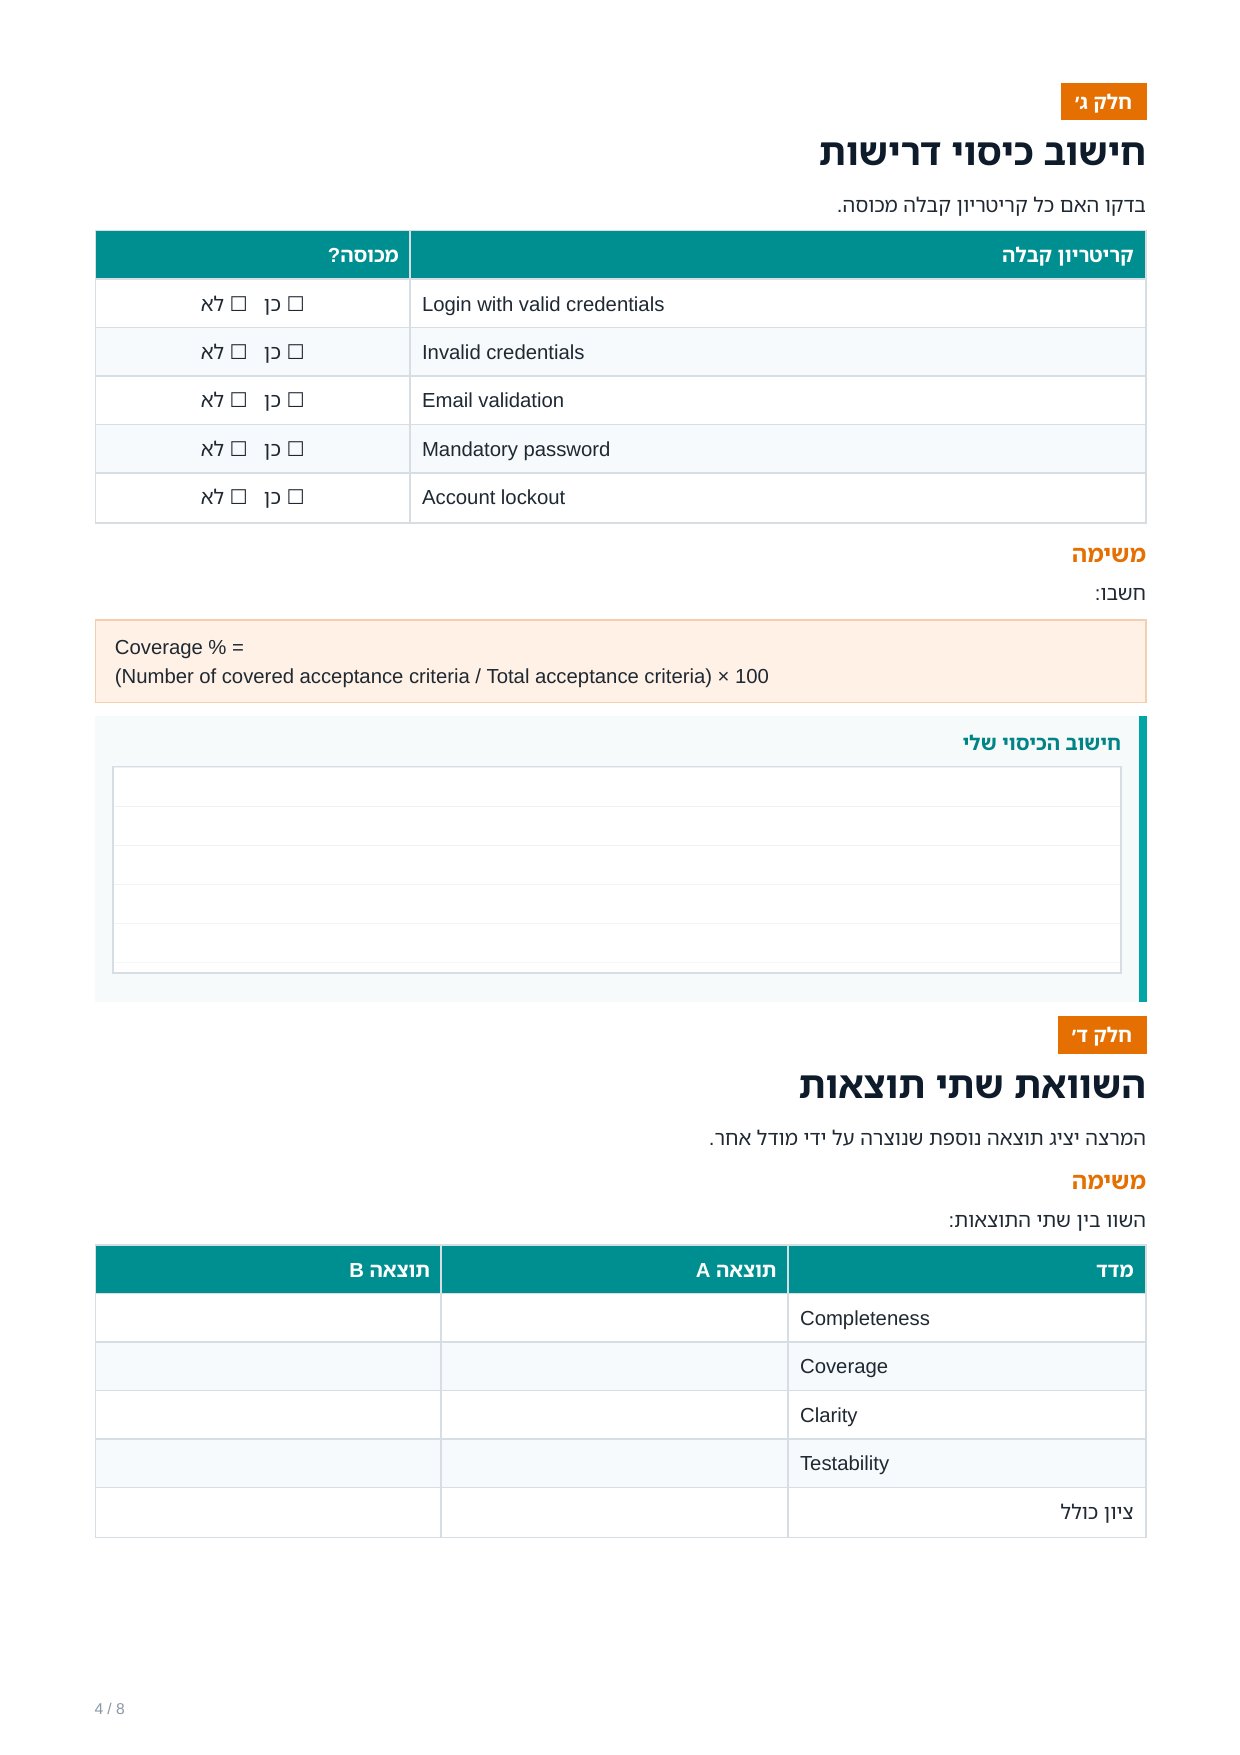 חלק ג׳
חישוב כיסוי דרישות
בדקו האם כל קריטריון קבלה מכוסה.
קריטריון קבלה מכוסה?
Login with valid credentials ☐ כן ☐ לא
Invalid credentials ☐ כן ☐ לא
Email validation ☐ כן ☐ לא
Mandatory password ☐ כן ☐ לא
Account lockout ☐ כן ☐ לא
משימה
חשבו:
Coverage % =
(Number of covered acceptance criteria / Total acceptance criteria) × 100
חישוב הכיסוי שלי
חלק ד׳
השוואת שתי תוצאות
המרצה יציג תוצאה נוספת שנוצרה על ידי מודל אחר.
משימה
השוו בין שתי התוצאות:
מדד תוצאה A תוצאה B
Completeness
Coverage
Clarity
Testability
ציון כולל
4 / 8